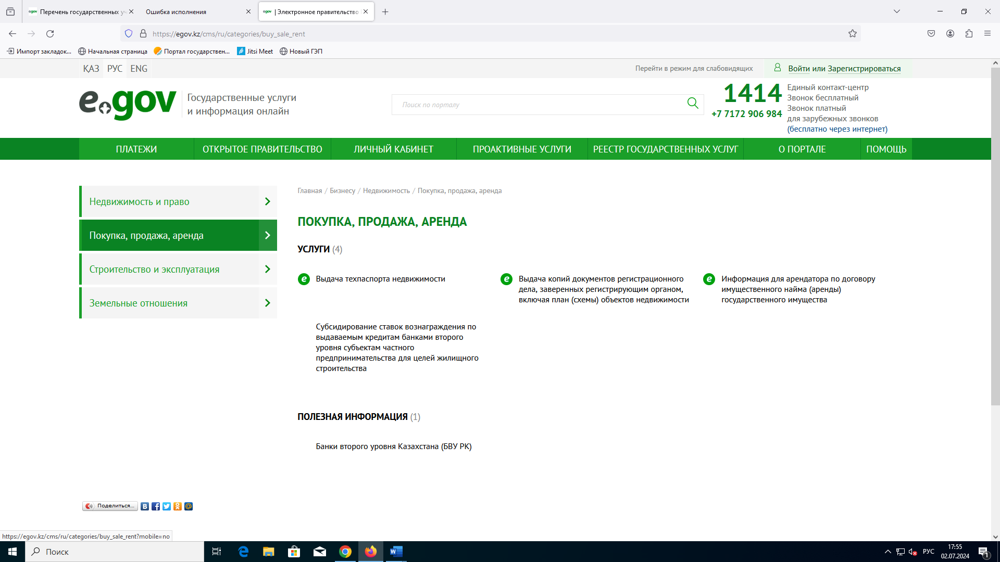 Перечень государственных уч
Ошибка исполнения
egov | Электронное правительство
https://egov.kz/cms/ru/categories/buy_sale_rent
Импорт закладок...
Начальная страница
Портал государствен...
Jitsi Meet
Новый ГЭП
ҚАЗ РУС ENG
Перейти в режим для слабовидящих
Войти или Зарегистрироваться
e.gov
Государственные услуги
и информация онлайн
Поиск по порталу
1414
+7 7172 906 984
Единый контакт-центр
Звонок бесплатный
Звонок платный
для зарубежных звонков
(бесплатно через интернет)
ПЛАТЕЖИ
ОТКРЫТОЕ ПРАВИТЕЛЬСТВО
ЛИЧНЫЙ КАБИНЕТ
ПРОАКТИВНЫЕ УСЛУГИ
РЕЕСТР ГОСУДАРСТВЕННЫХ УСЛУГ
О ПОРТАЛЕ
ПОМОЩЬ
Недвижимость и право
Покупка, продажа, аренда
Строительство и эксплуатация
Земельные отношения
Главная / Бизнесу / Недвижимость / Покупка, продажа, аренда
ПОКУПКА, ПРОДАЖА, АРЕНДА
УСЛУГИ (4)
Выдача техпаспорта недвижимости
Выдача копий документов регистрационного
дела, заверенных регистрирующим органом,
включая план (схемы) объектов недвижимости
Информация для арендатора по договору
имущественного найма (аренды)
государственного имущества
Субсидирование ставок вознаграждения по
выдаваемым кредитам банками второго
уровня субъектам частного
предпринимательства для целей жилищного
строительства
ПОЛЕЗНАЯ ИНФОРМАЦИЯ (1)
Банки второго уровня Казахстана (БВУ РК)
Поделиться...
https://egov.kz/cms/ru/categories/buy_sale_rent?mobile=no
Поиск
РУС
17:55
02.07.2024
1